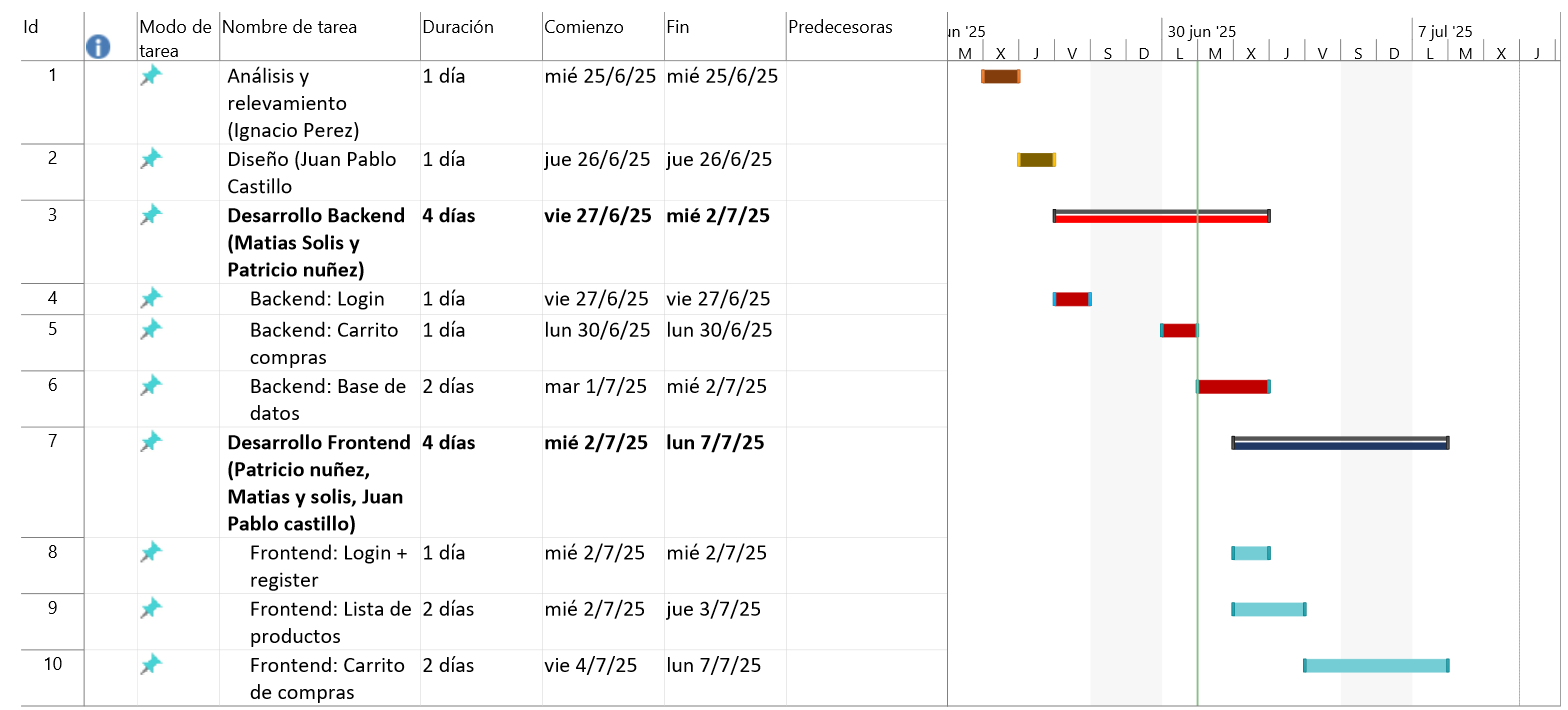 Id
Modo de tarea
Nombre de tarea
Duración
Comienzo
Fin
Predecesoras
un '25
30 jun '25
7 jul '25
M X J V S D L M X J V S D L M X J
1
Análisis y
relevamiento
(Ignacio Perez)
1 día
mié 25/6/25
mié 25/6/25
2
Diseño (Juan Pablo
Castillo
1 día
jue 26/6/25
jue 26/6/25
3
Desarrollo Backend
(Matias Solis y
Patricio nuñez)
4 días
vie 27/6/25
mié 2/7/25
4
Backend: Login
1 día
vie 27/6/25
vie 27/6/25
5
Backend: Carrito
compras
1 día
lun 30/6/25
lun 30/6/25
6
Backend: Base de
datos
2 días
mar 1/7/25
mié 2/7/25
7
Desarrollo Frontend
(Patricio nuñez,
Matias y solis, Juan
Pablo castillo)
4 días
mié 2/7/25
lun 7/7/25
8
Frontend: Login +
register
1 día
mié 2/7/25
mié 2/7/25
9
Frontend: Lista de
productos
2 días
mié 2/7/25
jue 3/7/25
10
Frontend: Carrito
de compras
2 días
vie 4/7/25
lun 7/7/25